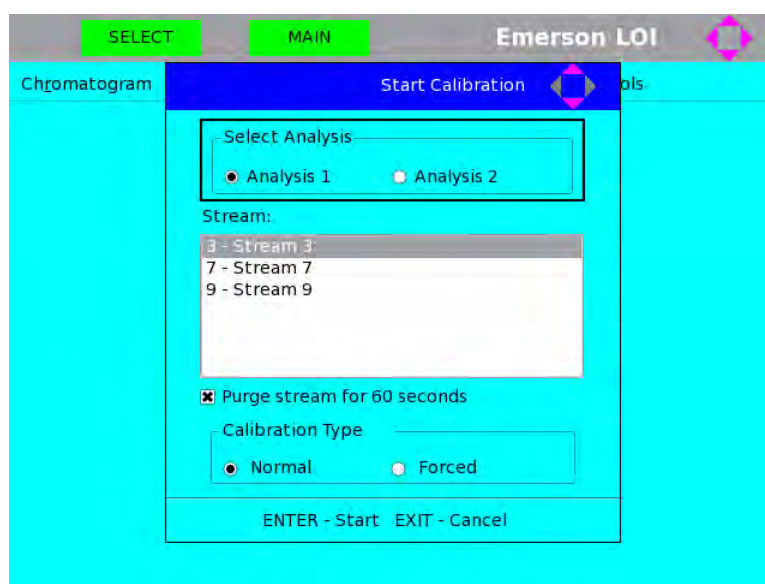 SELECT MAIN Emerson LOI
Chromatogram Start Calibration ols
Select Analysis
Analysis 1 Analysis 2
Stream:
3 - Stream 3
7 - Stream 7
9 - Stream 9
Purge stream for 60 seconds
Calibration Type
Normal Forced
ENTER - Start EXIT - Cancel